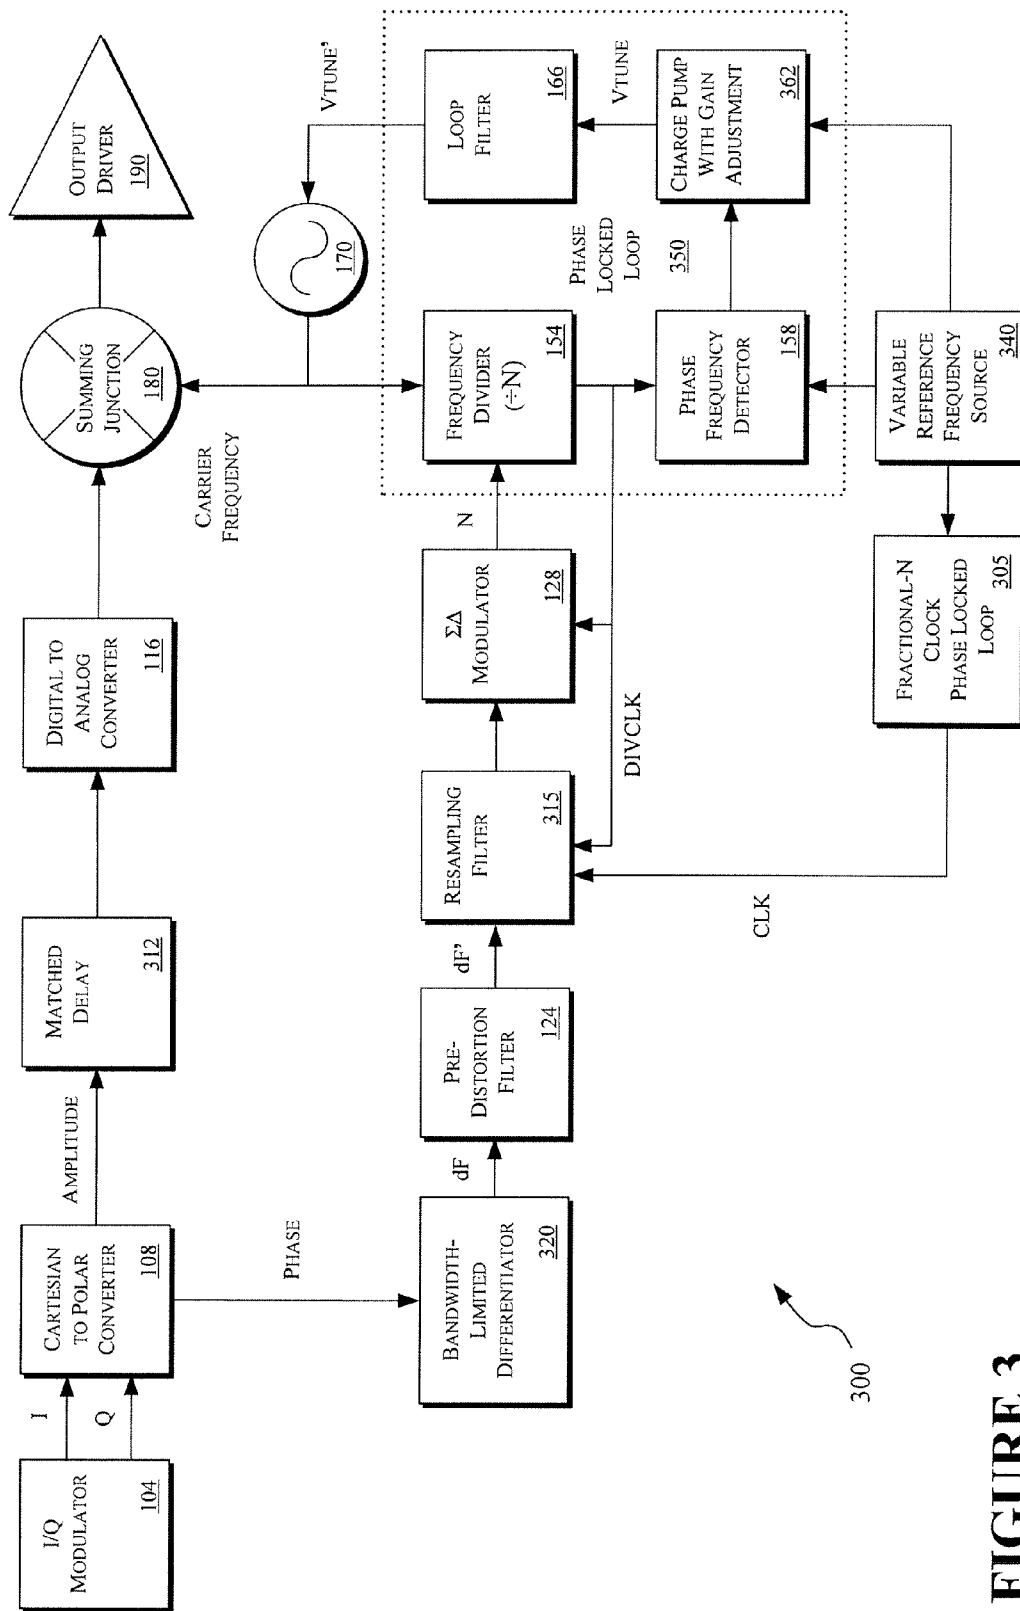 I/Q
MODULATOR
104
I
Q
CARTESIAN
TO POLAR
CONVERTER
108
AMPLITUDE
MATCHED
DELAY
312
DIGITAL TO
ANALOG
CONVERTER
116
SUMMING
JUNCTION
180
OUTPUT
DRIVER
190
PHASE
CARRIER
FREQUENCY
170
VTUNE'
BANDWIDTH-
LIMITED
DIFFERENTIATOR
320
dF
PRE-
DISTORTION
FILTER
124
dF'
RESAMPLING
FILTER
315
ΣΔ
MODULATOR
128
N
FREQUENCY
DIVIDER
(÷N)
154
LOOP
FILTER
166
PHASE
LOCKED
LOOP
350
VTUNE
DIVCLK
PHASE
FREQUENCY
DETECTOR
158
CHARGE PUMP
WITH GAIN
ADJUSTMENT
362
CLK
FRACTIONAL-N
CLOCK
PHASE LOCKED
LOOP
305
VARIABLE
REFERENCE
FREQUENCY
SOURCE
340
300
FIGURE 3